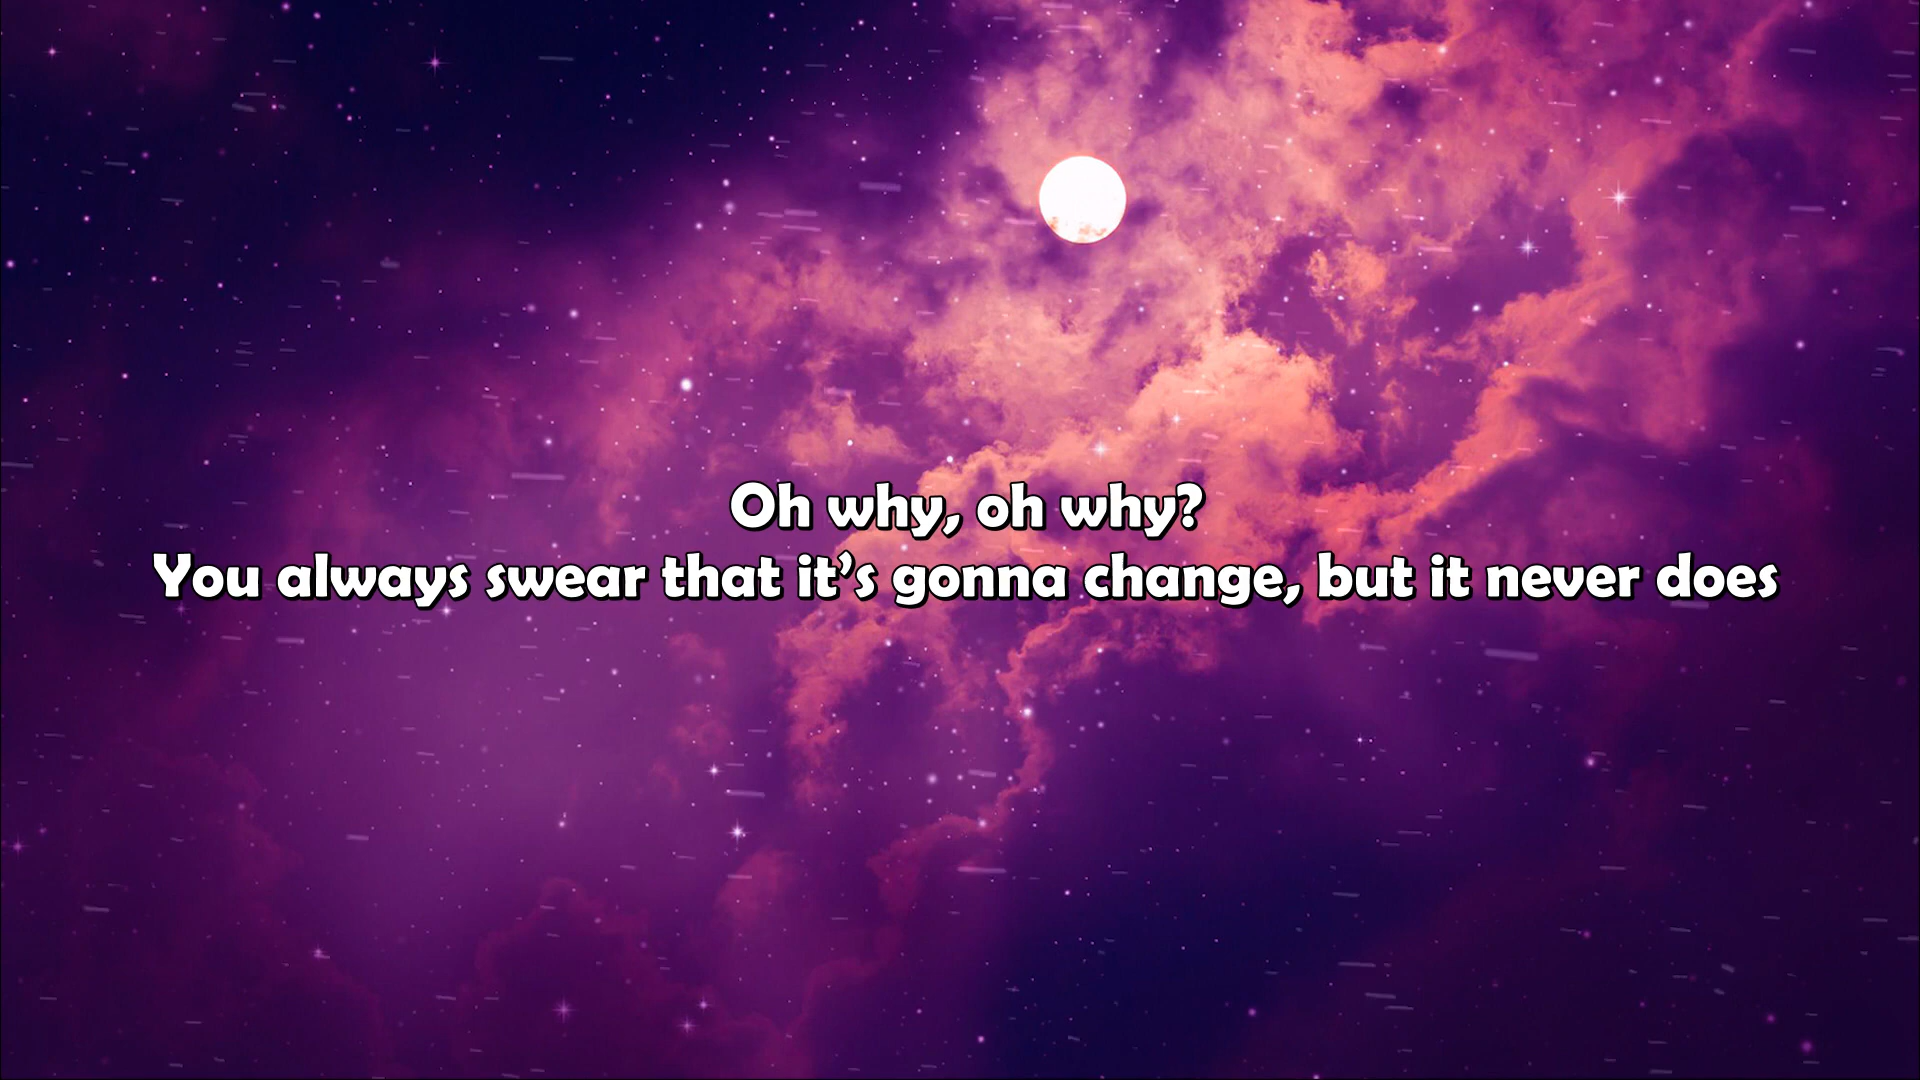 Oh why, oh why?
You always swear that it’s gonna change, but it never does